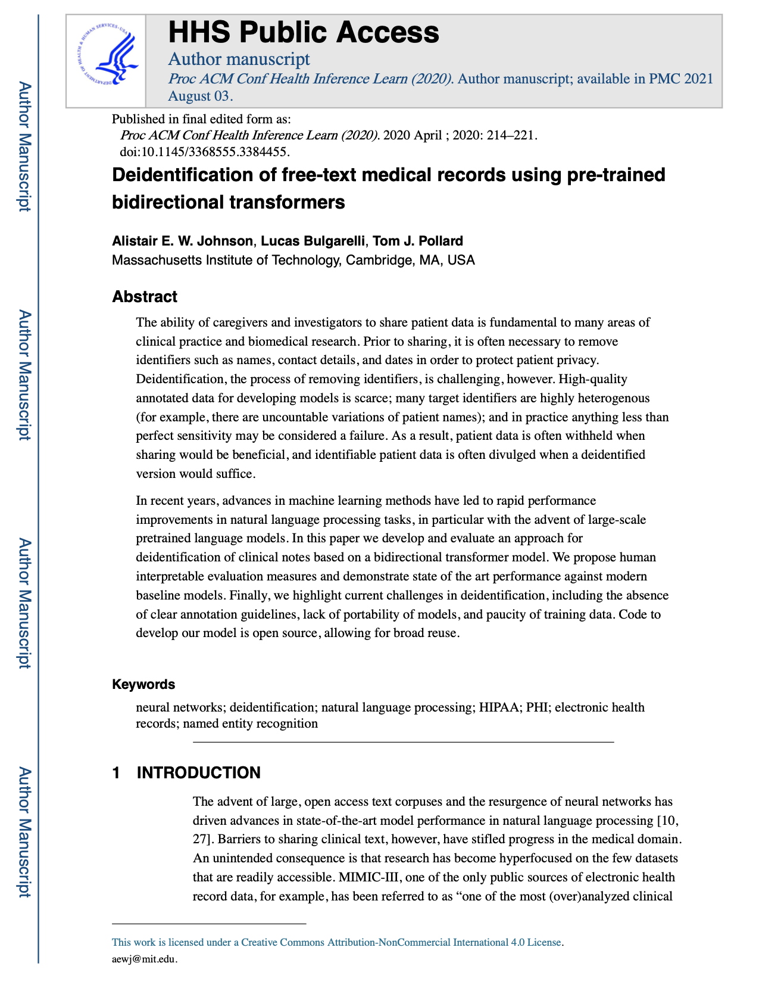 HHS Public Access
Author manuscript
Proc ACM Conf Health Inference Learn (2020). Author manuscript; available in PMC 2021
August 03.
DEPARTMENT OF HEALTH & HUMAN SERVICES·USA
Published in final edited form as:
Proc ACM Conf Health Inference Learn (2020). 2020 April ; 2020: 214–221.
doi:10.1145/3368555.3384455.
Deidentification of free-text medical records using pre-trained
bidirectional transformers
Alistair E. W. Johnson, Lucas Bulgarelli, Tom J. Pollard
Massachusetts Institute of Technology, Cambridge, MA, USA
Abstract
The ability of caregivers and investigators to share patient data is fundamental to many areas of
clinical practice and biomedical research. Prior to sharing, it is often necessary to remove
identifiers such as names, contact details, and dates in order to protect patient privacy.
Deidentification, the process of removing identifiers, is challenging, however. High-quality
annotated data for developing models is scarce; many target identifiers are highly heterogenous
(for example, there are uncountable variations of patient names); and in practice anything less than
perfect sensitivity may be considered a failure. As a result, patient data is often withheld when
sharing would be beneficial, and identifiable patient data is often divulged when a deidentified
version would suffice.
In recent years, advances in machine learning methods have led to rapid performance
improvements in natural language processing tasks, in particular with the advent of large-scale
pretrained language models. In this paper we develop and evaluate an approach for
deidentification of clinical notes based on a bidirectional transformer model. We propose human
interpretable evaluation measures and demonstrate state of the art performance against modern
baseline models. Finally, we highlight current challenges in deidentification, including the absence
of clear annotation guidelines, lack of portability of models, and paucity of training data. Code to
develop our model is open source, allowing for broad reuse.
Keywords
neural networks; deidentification; natural language processing; HIPAA; PHI; electronic health
records; named entity recognition
1 INTRODUCTION
The advent of large, open access text corpuses and the resurgence of neural networks has
driven advances in state-of-the-art model performance in natural language processing [10,
27]. Barriers to sharing clinical text, however, have stifled progress in the medical domain.
An unintended consequence is that research has become hyperfocused on the few datasets
that are readily accessible. MIMIC-III, one of the only public sources of electronic health
record data, for example, has been referred to as “one of the most (over)analyzed clinical
This work is licensed under a Creative Commons Attribution-NonCommercial International 4.0 License.
aewj@mit.edu.
Author Manuscript
Author Manuscript
Author Manuscript
Author Manuscript